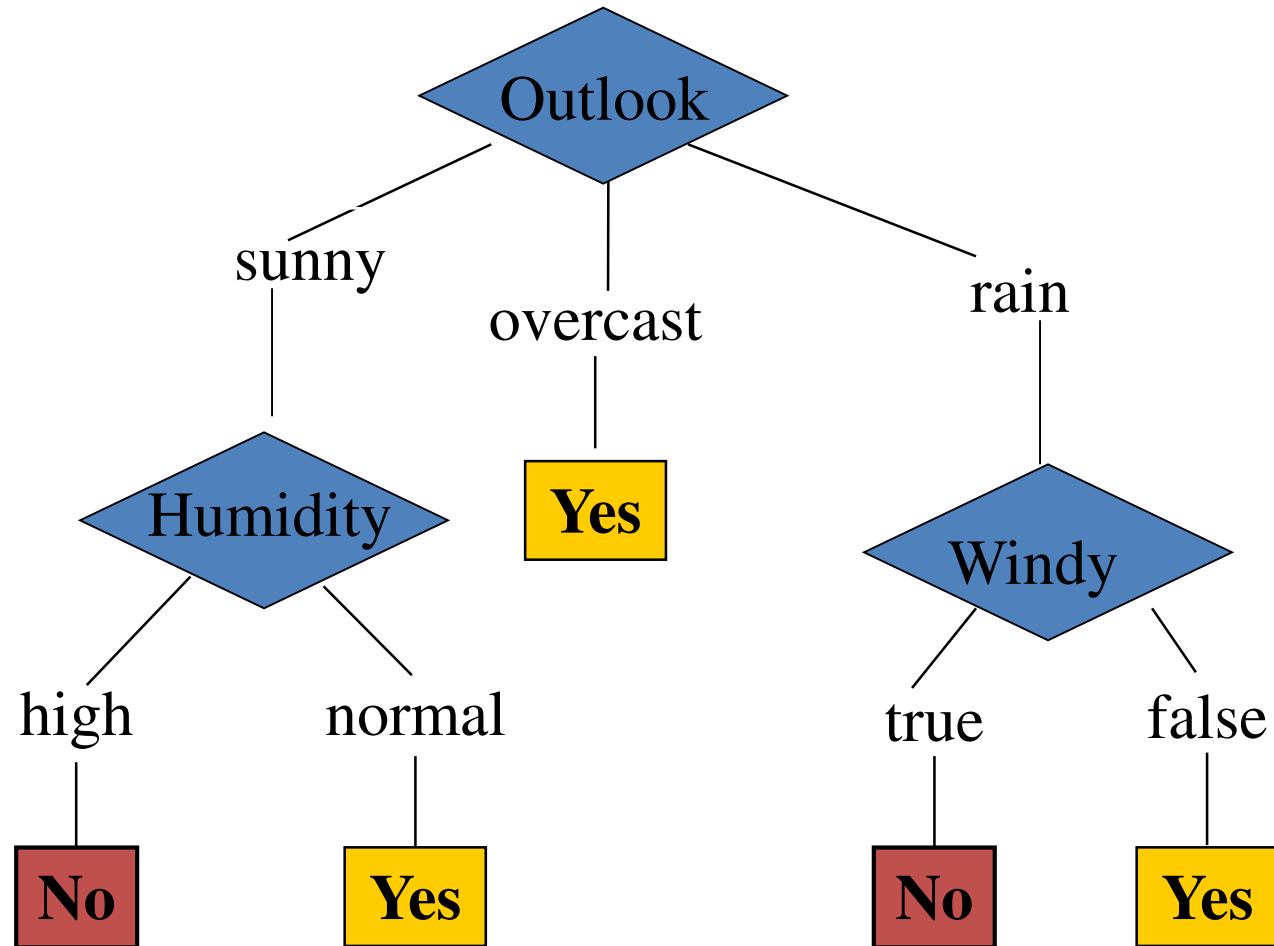 Outlook
sunny
overcast
rain
Humidity
Yes
Windy
high
normal
true
false
No
Yes
No
Yes